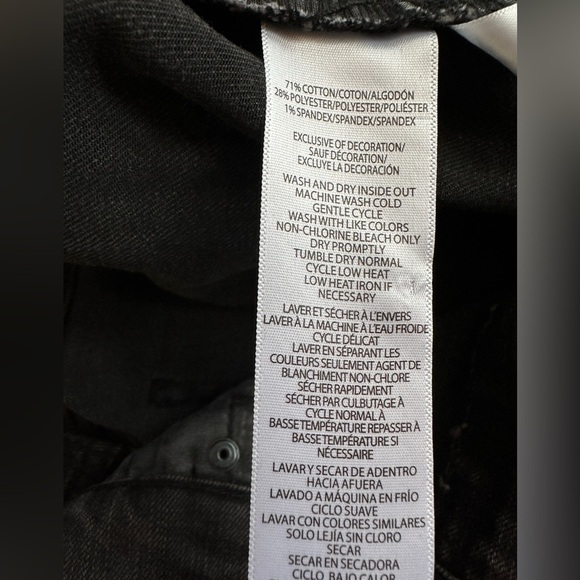 71% COTTON/COTON/ALGODÓN
28% POLYESTER/POLYESTER/POLIÉSTER
1% SPANDEX/SPANDEX/SPANDEX
EXCLUSIVE OF DECORATION/
SAUF DÉCORATION/
EXCLUYE LA DECORACIÓN
WASH AND DRY INSIDE OUT
MACHINE WASH COLD
GENTLE CYCLE
WASH WITH LIKE COLORS
NON-CHLORINE BLEACH ONLY
DRY PROMPTLY
TUMBLE DRY NORMAL
CYCLE LOW HEAT
LOW HEAT IRON IF
NECESSARY
LAVER ET SÉCHER À L'ENVERS
LAVER À LA MACHINE À L'EAU FROIDE
CYCLE DÉLICAT
LAVER EN SÉPARANT LES
COULEURS SEULEMENT AGENT DE
BLANCHIMENT NON-CHLORE
SÉCHER RAPIDEMENT
SÉCHER PAR CULBUTAGE À
CYCLE NORMAL À
BASSE TEMPÉRATURE REPASSER À
BASSE TEMPÉRATURE SI
NÉCESSAIRE
LAVAR Y SECAR DE ADENTRO
HACIA AFUERA
LAVADO A MÁQUINA EN FRÍO
CICLO SUAVE
LAVAR CON COLORES SIMILARES
SOLO LEJÍA SIN CLORO
SECAR
SECAR EN SECADORA
CICLO BAJO CALOR